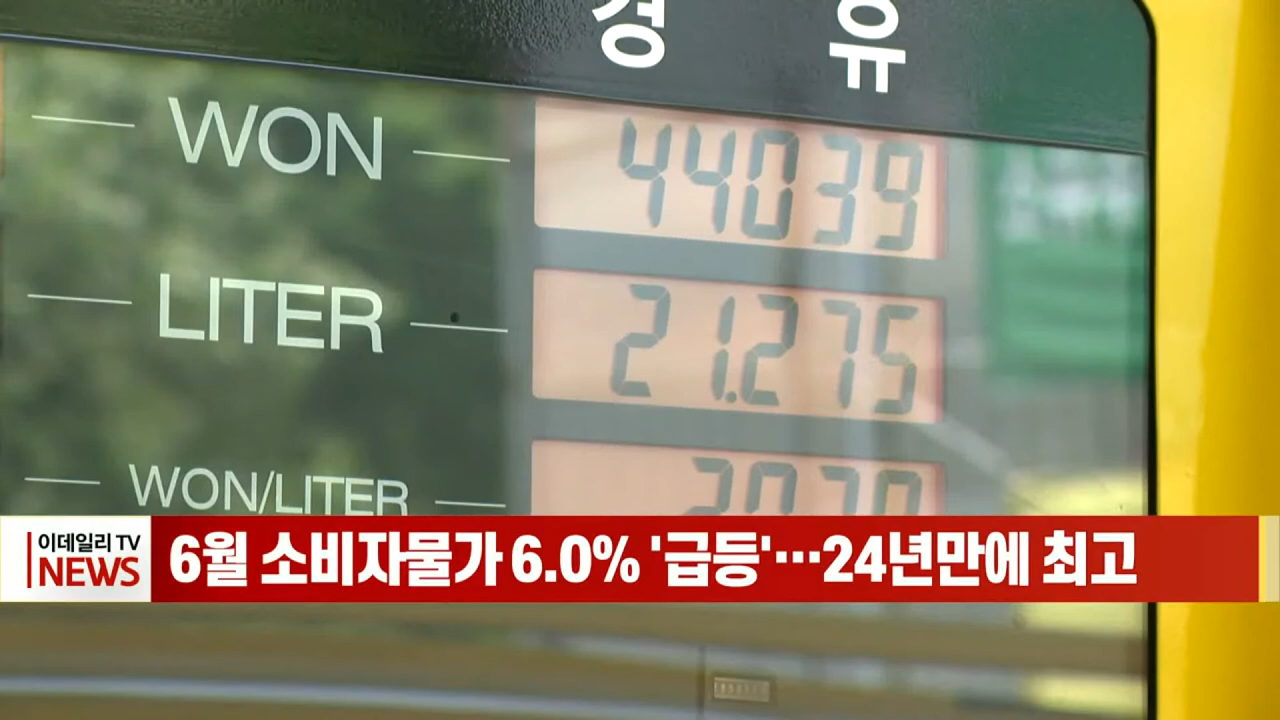 경 유
WON 44039
LITER 21.275
WON/LITER
이데일리 TV
NEWS
6월 소비자물가 6.0% '급등'…24년만에 최고